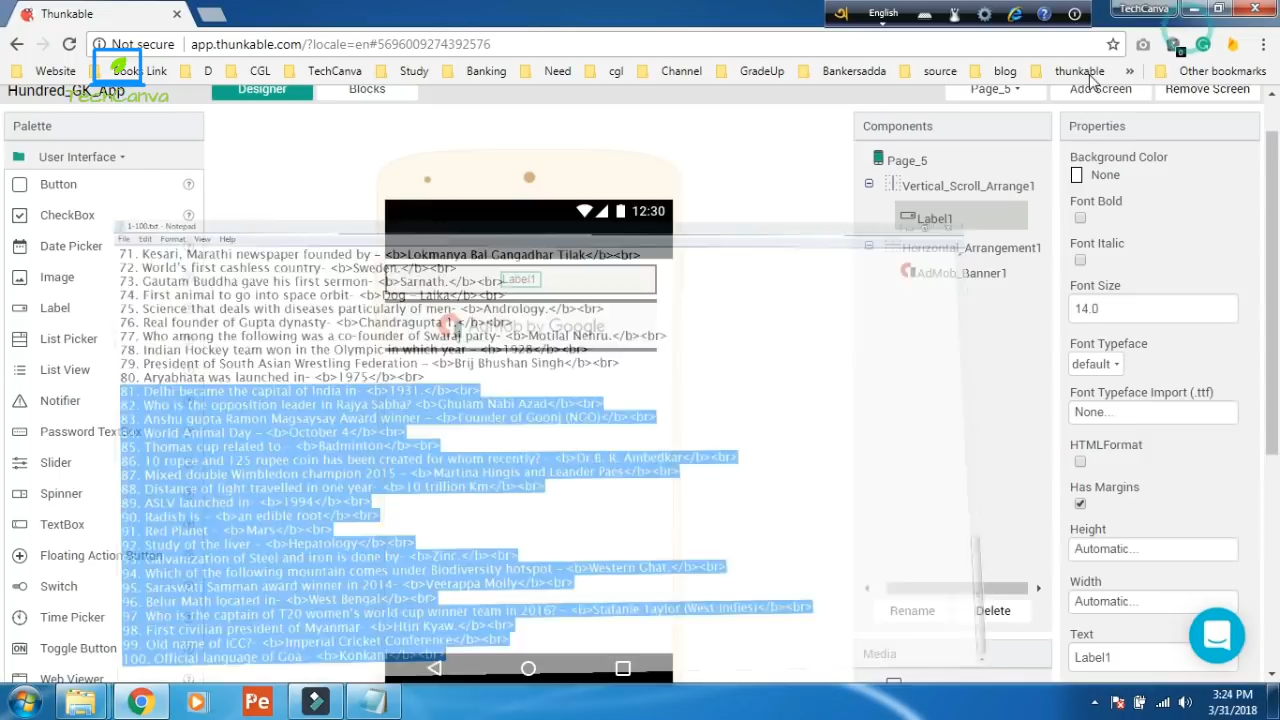 Thunkable
English
TechCanva
Not secure
app.thunkable.com/?locale=en#5696009274392576
Website
Books Link
D
CGL
TechCanva
Study
Banking
Need
cgl
Channel
GradeUp
Bankersadda
source
blog
thunkable
»
Other bookmarks
TechCanva
Hundred_GK_App
Designer
Blocks
Page_5
Add Screen
Remove Screen
Palette
User Interface
Button
CheckBox
Date Picker
Image
Label
List Picker
List View
Notifier
Password TextBox
Slider
Spinner
TextBox
Floating Action Button
Switch
Time Picker
Toggle Button
Web Viewer
12:30
Label1
AdMob by Google
1-100.txt - Notepad
File Edit Format View Help
71. Kesari, Marathi newspaper founded by – <b>Lokmanya Bal Gangadhar Tilak</b><br>
72. World's first cashless country- <b>Sweden.</b><br>
73. Gautam Buddha gave his first sermon- <b>Sarnath.</b><br>
74. First animal to go into space orbit- <b>Dog – Laika</b><br>
75. Science that deals with diseases particularly of men- <b>Andrology.</b><br>
76. Real founder of Gupta dynasty- <b>Chandragupta 1.</b><br>
77. Who among the following was a co-founder of Swaraj party- <b>Motilal Nehru.</b><br>
78. Indian Hockey team won in the Olympic in which year – <b>1928</b><br>
79. President of South Asian Wrestling Federation – <b>Brij Bhushan Singh</b><br>
80. Aryabhata was launched in- <b>1975</b><br>
81. Delhi became the capital of India in- <b>1931.</b><br>
82. Who is the opposition leader in Rajya Sabha? <b>Ghulam Nabi Azad</b><br>
83. Anshu gupta Ramon Magsaysay Award winner – <b>Founder of Goonj (NGO)</b><br>
84. World Animal Day – <b>October 4</b><br>
85. Thomas cup related to – <b>Badminton</b><br>
86. 10 rupee and 125 rupee coin has been created for whom recently? – <b>Dr.B. R. Ambedkar</b><br>
87. Mixed double Wimbledon champion 2015 – <b>Martina Hingis and Leander Paes</b><br>
88. Distance of light travelled in one year- <b>10 trillion Km</b><br>
89. ASLV launched in- <b>1994</b><br>
90. Radish is – <b>an edible root</b><br>
91. Red Planet – <b>Mars</b><br>
92. Study of the liver – <b>Hepatology</b><br>
93. Galvanization of Steel and Iron is done by- <b>Zinc.</b><br>
94. Which of the following mountain comes under Biodiversity hotspot – <b>Western Ghat.</b><br>
95. Saraswati Samman award winner in 2014- <b>Veerappa Moily</b><br>
96. Belur Math located in- <b>West Bengal</b><br>
97. Who is the captain of T20 women's world cup winner team in 2016? – <b>Stafanie Taylor (West Indies)</b><br>
98. First civilian president of Myanmar- <b>Htin Kyaw.</b><br>
99. Old name of ICC?- <b>Imperial Cricket Conference</b><br>
100. Official language of Goa – <b>Konkani</b><br>
Components
Page_5
Vertical_Scroll_Arrange1
Label1
Horizontal_Arrangement1
AdMob_Banner1
Rename
Delete
Media
Properties
Background Color
None
Font Bold
Font Italic
Font Size
14.0
Font Typeface
default
Font Typeface Import (.ttf)
None...
HTMLFormat
Has Margins
Height
Automatic...
Width
Automatic...
Text
Label1
Pe
3:24 PM
3/31/2018